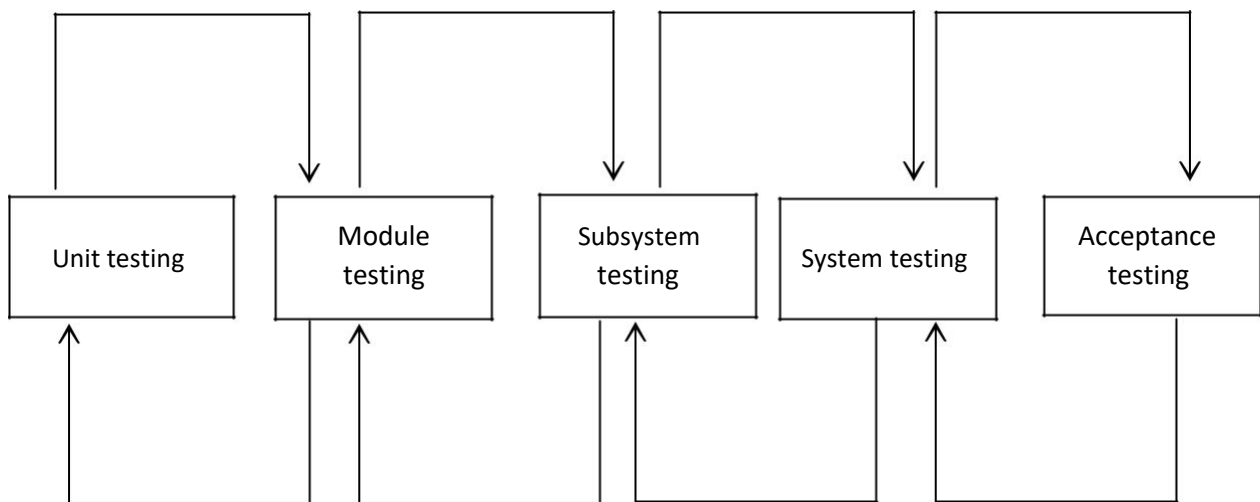 Unit testing
Module
testing
Subsystem
testing
System testing
Acceptance
testing